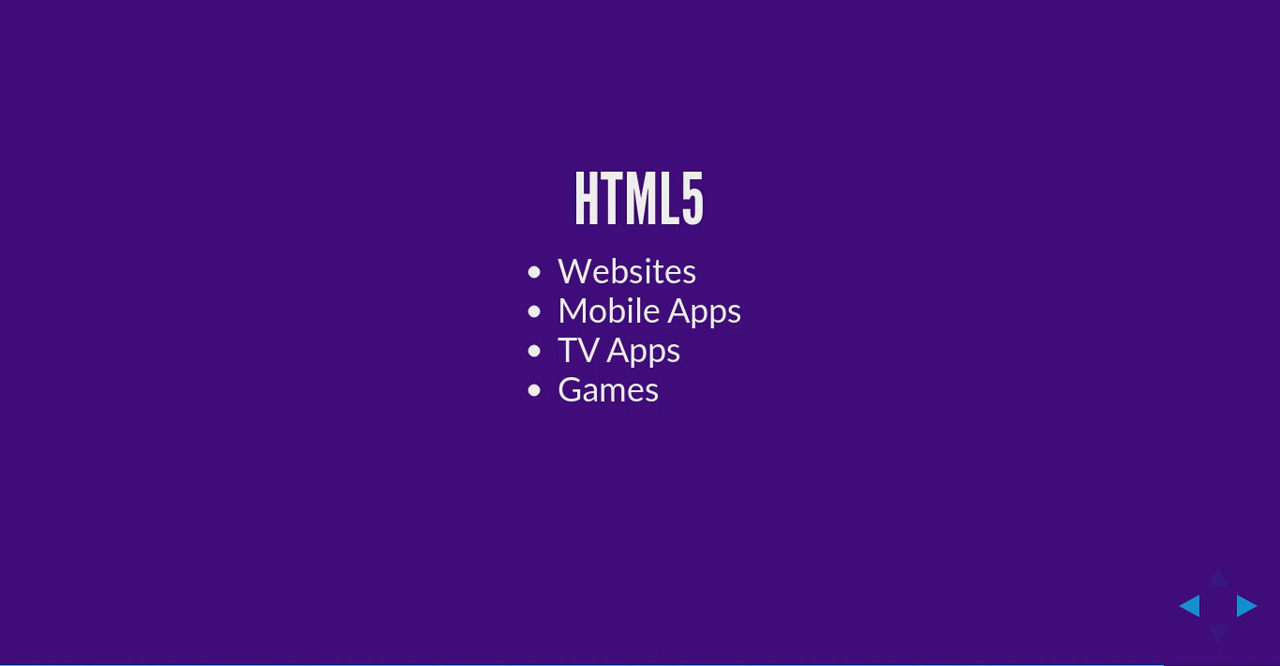 HTML5
• Websites
• Mobile Apps
• TV Apps
• Games